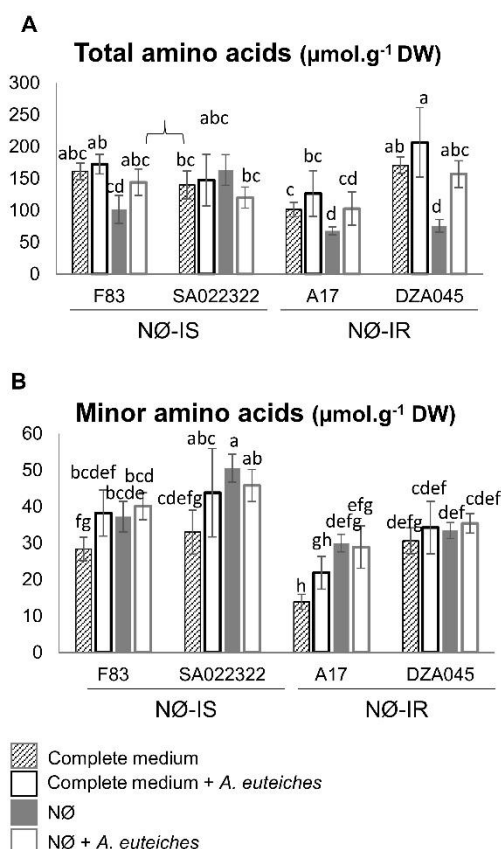 A
Total amino acids (µmol.g⁻¹ DW)
300
250
200
150
100
50
0
abc ab cd abc
bc abc bc
c bc d cd
ab a d abc
F83 SA022322 A17 DZA045
NØ-IS NØ-IR
B
Minor amino acids (µmol.g⁻¹ DW)
60
50
40
30
20
10
0
fg bcdef bcde bcd
cdefg abc a ab
h gh defg efg
defg cdef def cdef
F83 SA022322 A17 DZA045
NØ-IS NØ-IR
Complete medium
Complete medium + A. euteiches
NØ
NØ + A. euteiches